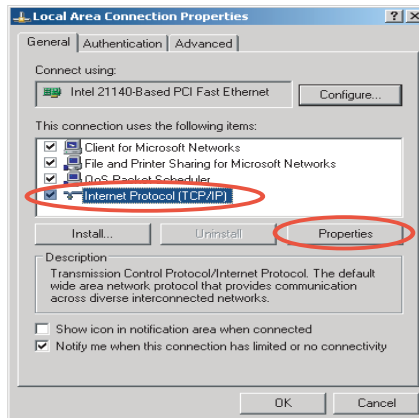 Local Area Connection Properties
General Authentication Advanced
Connect using:
Intel 21140-Based PCI Fast Ethernet Configure...
This connection uses the following items:
Client for Microsoft Networks
File and Printer Sharing for Microsoft Networks
QoS Packet Scheduler
Internet Protocol (TCP/IP)
Install... Uninstall Properties
Description
Transmission Control Protocol/Internet Protocol. The default
wide area network protocol that provides communication
across diverse interconnected networks.
Show icon in notification area when connected
Notify me when this connection has limited or no connectivity
OK Cancel